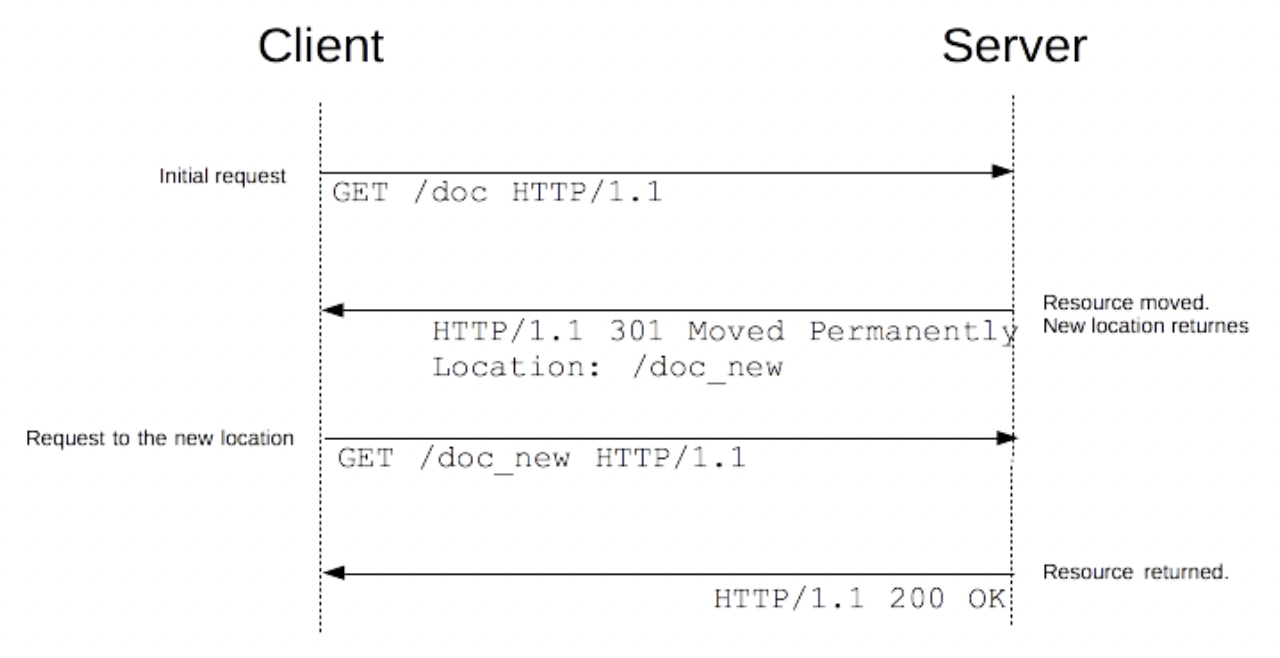 Client
Server
Initial request
GET /doc HTTP/1.1
Resource moved.
New location returnes
HTTP/1.1 301 Moved Permanently
Location: /doc_new
Request to the new location
GET /doc_new HTTP/1.1
Resource returned.
HTTP/1.1 200 OK